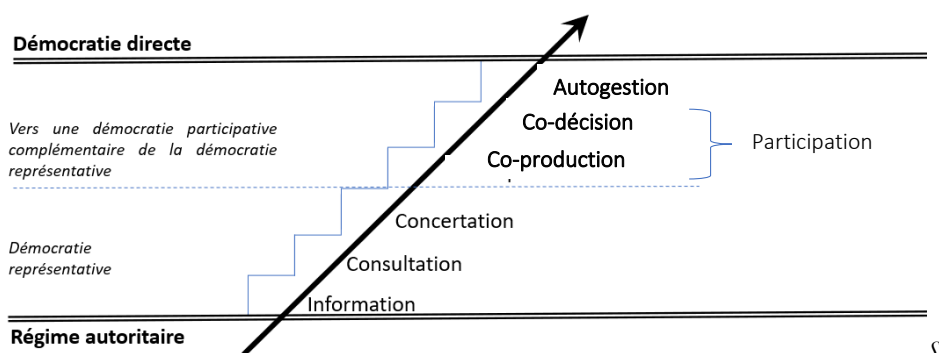 Démocratie directe
Autogestion
Vers une démocratie participative
complémentaire de la démocratie
représentative
Co-décision
Co-production
Participation
Concertation
Démocratie
représentative
Consultation
Information
Régime autoritaire